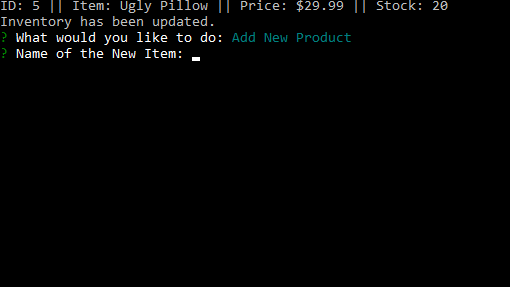 ID: 5 || Item: Ugly Pillow || Price: $29.99 || Stock: 20
Inventory has been updated.
? What would you like to do: Add New Product
? Name of the New Item: